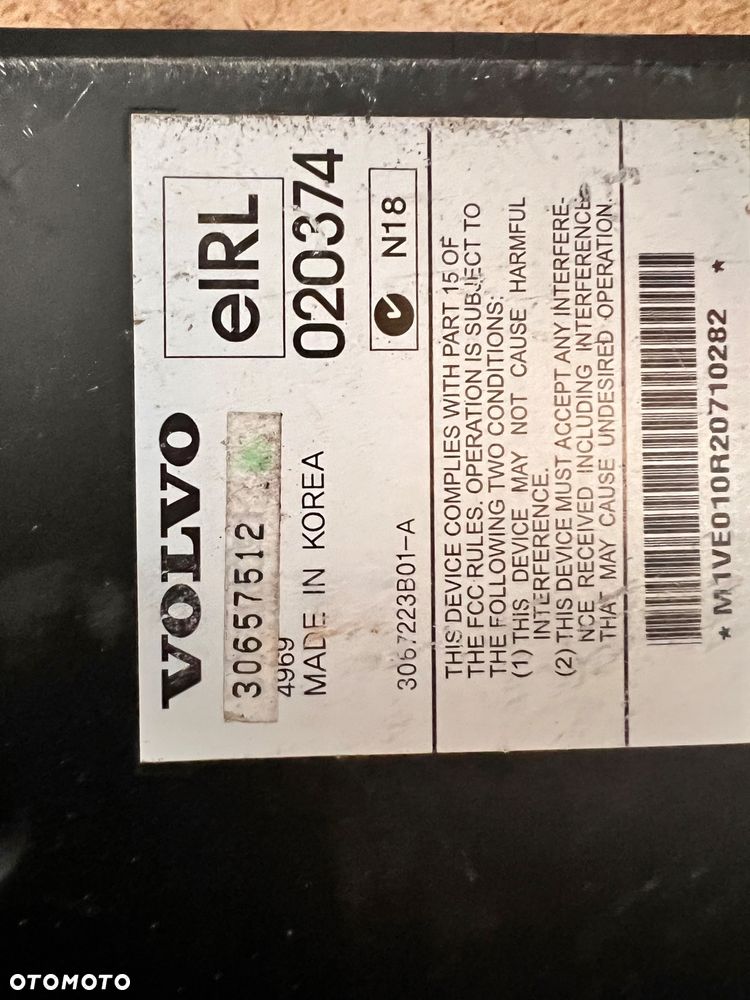 VOLVO
eIRL
30657512
020374
4969
MADE IN KOREA
N18
3067223B01-A
THIS DEVICE COMPLIES WITH PART 15 OF
THE FCC RULES. OPERATION IS SUBJECT TO
THE FOLLOWING TWO CONDITIONS:
(1) THIS DEVICE MAY NOT CAUSE HARMFUL
INTERFERENCE.
(2) THIS DEVICE MUST ACCEPT ANY INTERFERE-
NCE RECEIVED INCLUDING INTERFERENCE
THAT MAY CAUSE UNDESIRED OPERATION.
*M1VE010R20710282 *
OTOMOTO